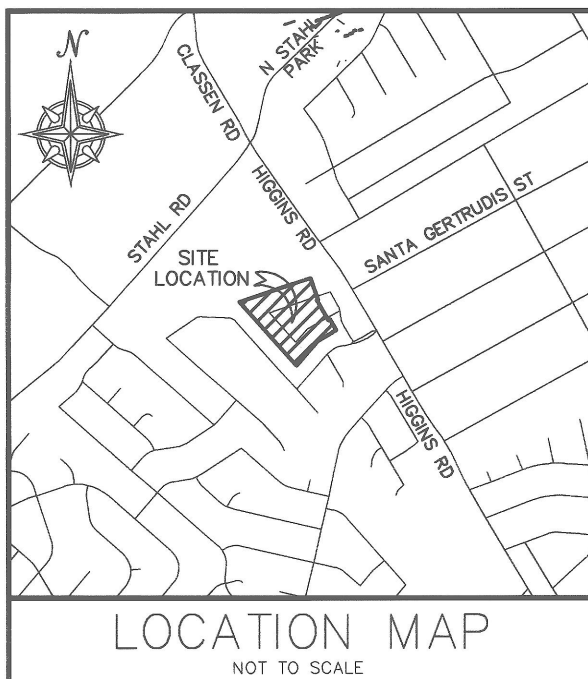 N
N STAHL
PARK
CLASSEN RD
HIGGINS RD
STAHL RD
SANTA GERTRUDIS ST
SITE
LOCATION
HIGGINS RD
LOCATION MAP
NOT TO SCALE